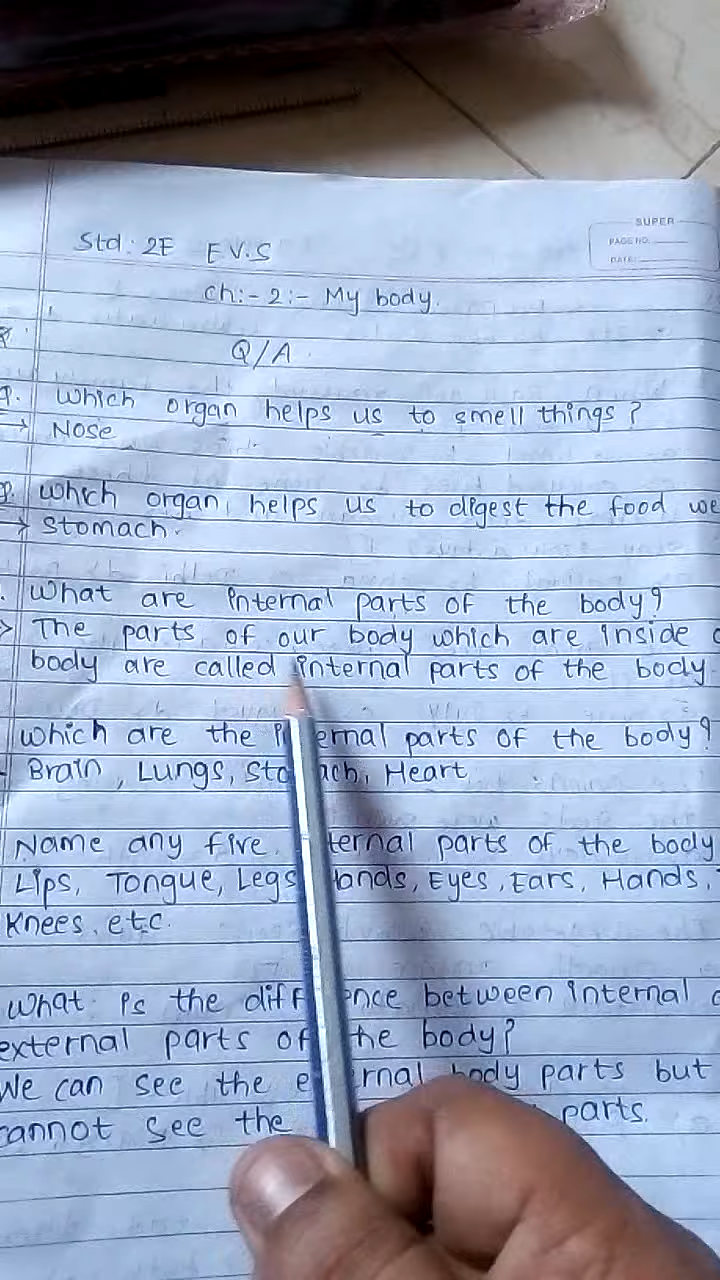 SUPER
PAGE NO.
DATE:
Std: 2E E V.S
Ch:- 2:- My body.
Q/A.
Which organ helps us to smell things?
→ Nose
which organ helps us to digest the food we
→ Stomach.
What are internal parts of the body?
The parts of our body which are inside
body are called internal parts of the body.
which are the parts of the body?
Brain, Lungs, Heart
Name any five parts of the body
Lips, Tongue, Legs, Hands, Eyes, Ears, Hands,
Knees, etc.
What is the between internal
external parts of the body?
We can see the body parts but
cannot see the parts.